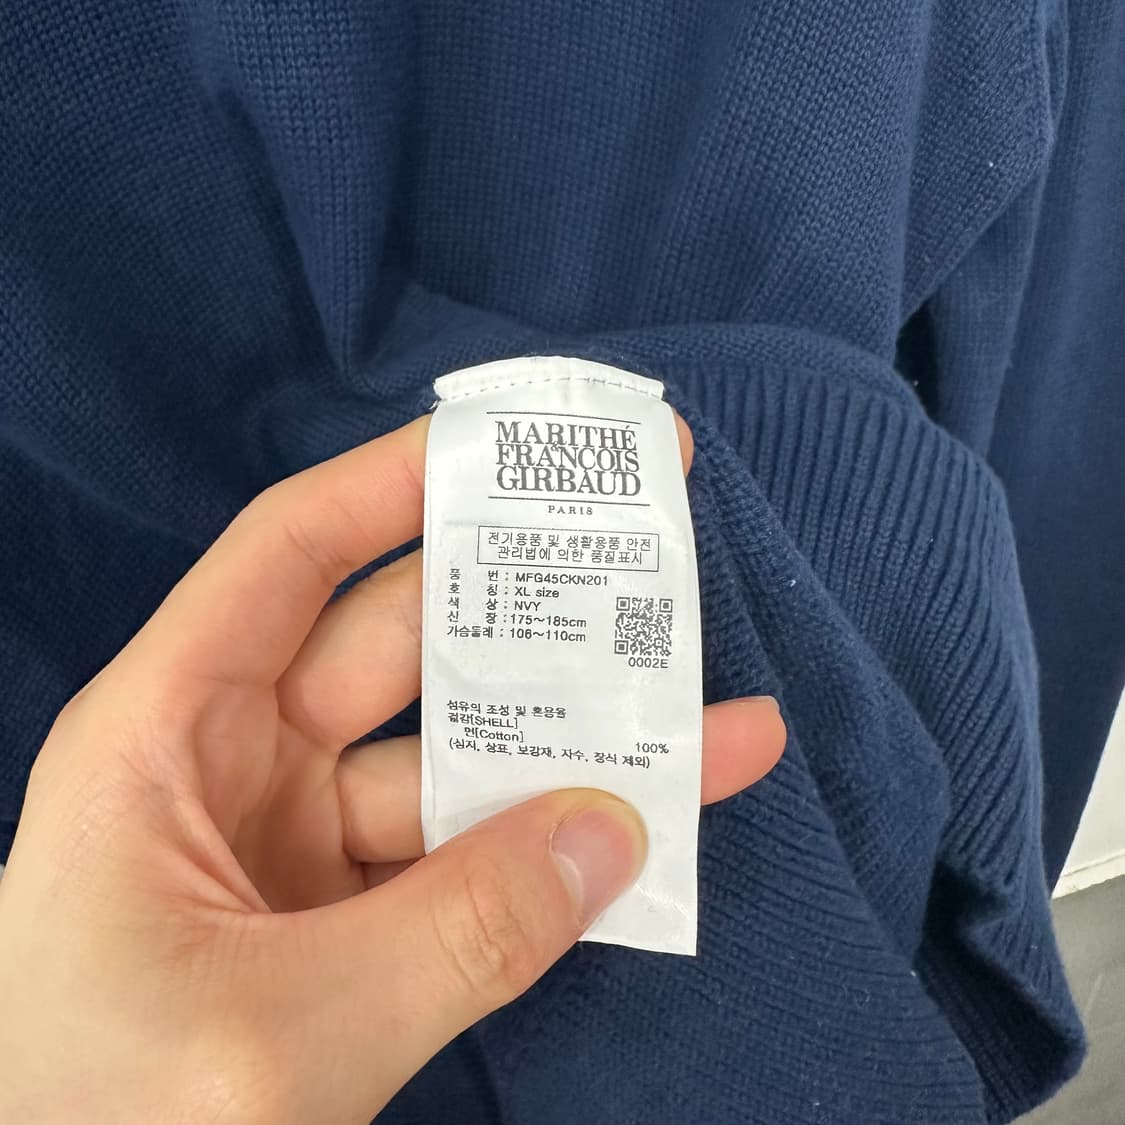 MARITHÉ
FRANCOIS
GIRBAUD
PARIS
전기용품 및 생활용품 안전
관리법에 의한 품질표시
품 번 : MFG45CKN201
호 칭 : XL size
색 상 : NVY
신 장 : 175～185cm
가슴둘레 : 106～110cm
0002E
섬유의 조성 및 혼용율
겉감[SHELL]
면[Cotton] 100%
(심지, 상표, 보강재, 자수, 장식 제외)